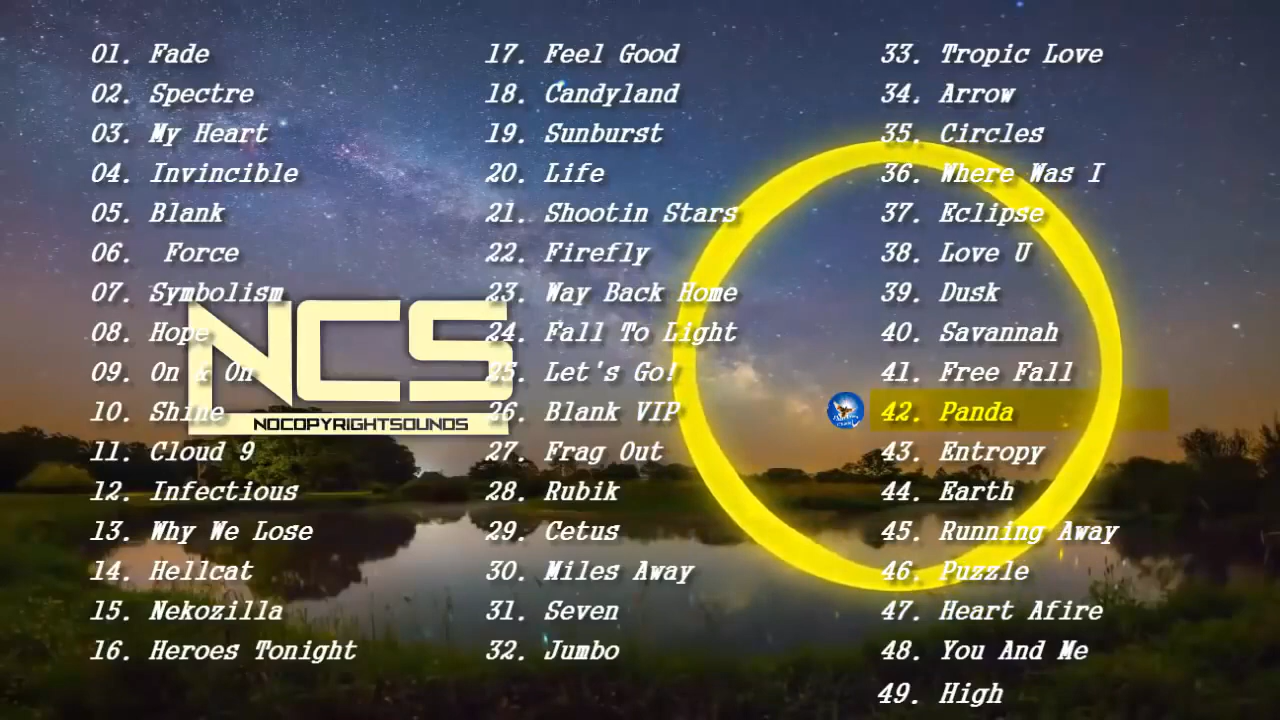 01. Fade
02. Spectre
03. My Heart
04. Invincible
05. Blank
06. Force
07. Symbolism
08. Hope
09. On & On
10. Shine
11. Cloud 9
12. Infectious
13. Why We Lose
14. Hellcat
15. Nekozilla
16. Heroes Tonight
NCS
NOCOPYRIGHTSOUNDS
17. Feel Good
18. Candyland
19. Sunburst
20. Life
21. Shootin Stars
22. Firefly
23. Way Back Home
24. Fall To Light
25. Let's Go!
26. Blank VIP
27. Frag Out
28. Rubik
29. Cetus
30. Miles Away
31. Seven
32. Jumbo
33. Tropic Love
34. Arrow
35. Circles
36. Where Was I
37. Eclipse
38. Love U
39. Dusk
40. Savannah
41. Free Fall
42. Panda
43. Entropy
44. Earth
45. Running Away
46. Puzzle
47. Heart Afire
48. You And Me
49. High